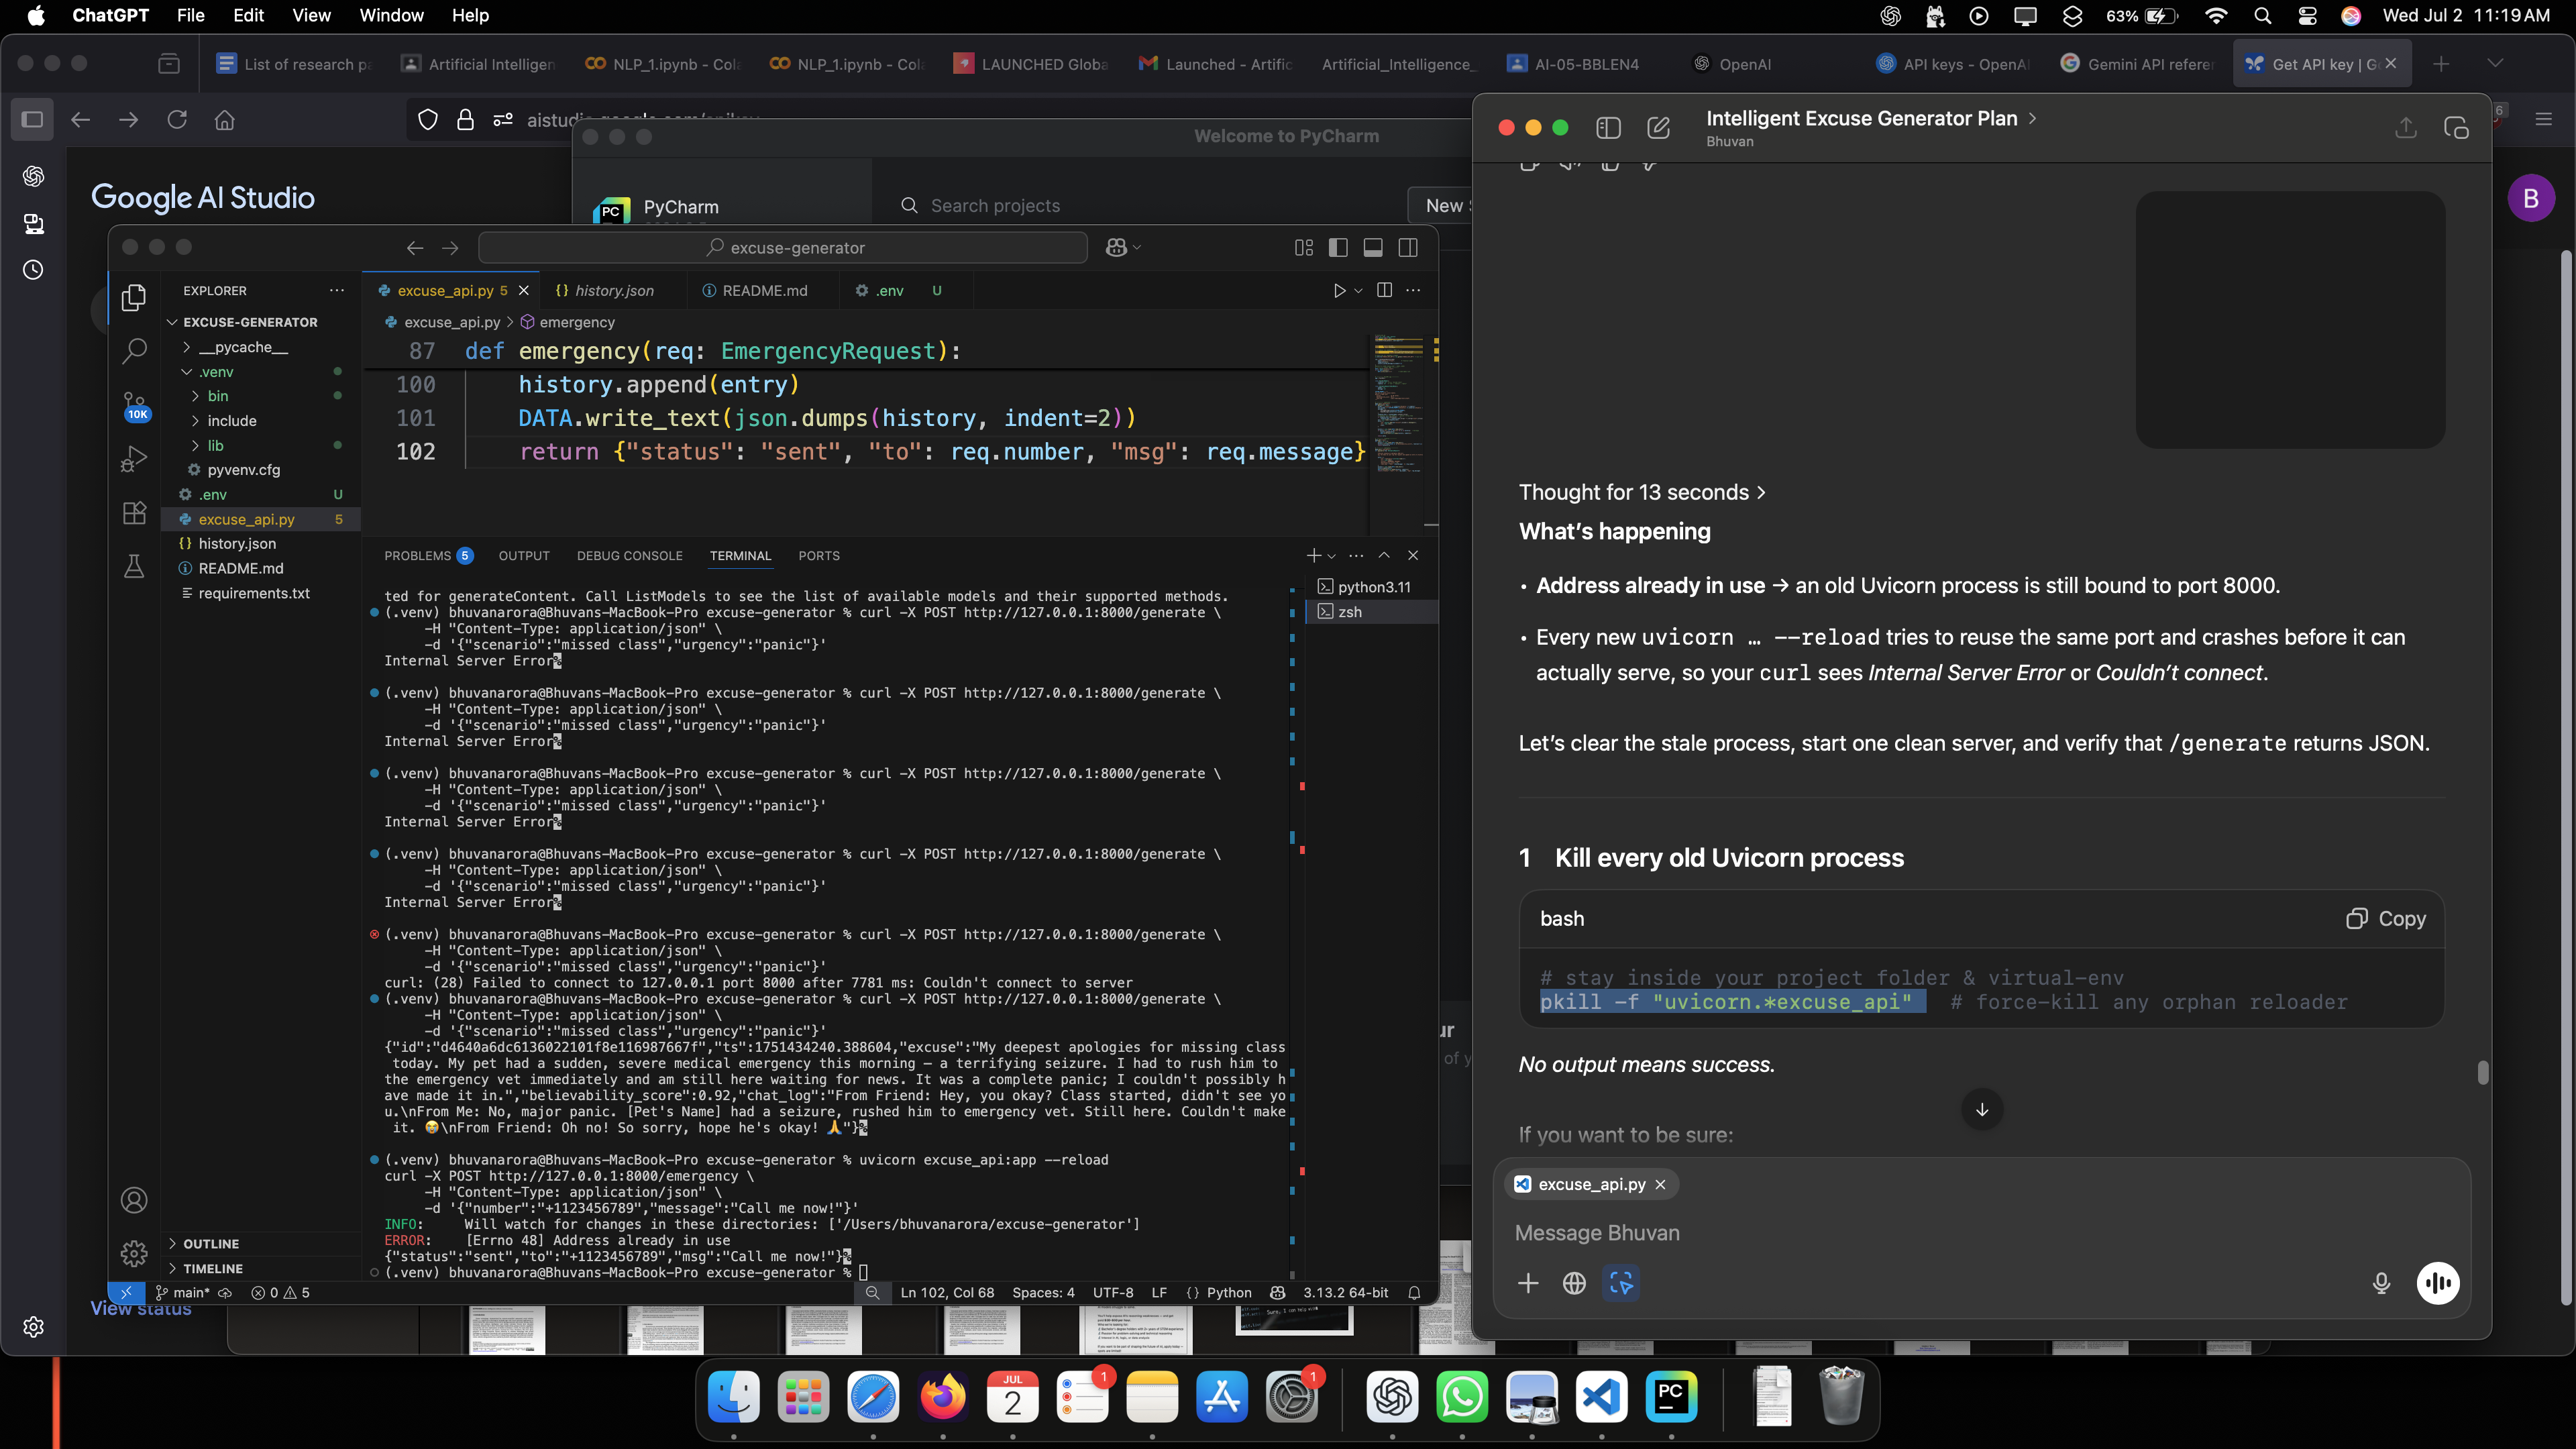 ChatGPT File Edit View Window Help
63% Wed Jul 2 11:19 AM
List of research pa
Artificial Intelligen
NLP_1.ipynb - Cola
NLP_1.ipynb - Cola
LAUNCHED Globa
Launched - Artific
Artificial_Intelligence_
AI-05-BBLEN4
OpenAI
API keys - OpenAI
Gemini API referen
Get API key | G
Google AI Studio
View status
B
Welcome to PyCharm
PC PyCharm
Search projects
New
excuse-generator
EXPLORER
EXCUSE-GENERATOR
__pycache__
.venv
bin
include
lib
pyvenv.cfg
.env U
excuse_api.py 5
history.json
README.md
requirements.txt
OUTLINE
TIMELINE
10K
excuse_api.py 5
history.json
README.md
.env U
excuse_api.py > emergency
87 def emergency(req: EmergencyRequest):
100 history.append(entry)
101 DATA.write_text(json.dumps(history, indent=2))
102 return {"status": "sent", "to": req.number, "msg": req.message}
PROBLEMS 5 OUTPUT DEBUG CONSOLE TERMINAL PORTS
python3.11
zsh
ted for generateContent. Call ListModels to see the list of available models and their supported methods.
(.venv) bhuvanarora@Bhuvans-MacBook-Pro excuse-generator % curl -X POST http://127.0.0.1:8000/generate \
-H "Content-Type: application/json" \
-d '{"scenario":"missed class","urgency":"panic"}'
Internal Server Error%
(.venv) bhuvanarora@Bhuvans-MacBook-Pro excuse-generator % curl -X POST http://127.0.0.1:8000/generate \
-H "Content-Type: application/json" \
-d '{"scenario":"missed class","urgency":"panic"}'
Internal Server Error%
(.venv) bhuvanarora@Bhuvans-MacBook-Pro excuse-generator % curl -X POST http://127.0.0.1:8000/generate \
-H "Content-Type: application/json" \
-d '{"scenario":"missed class","urgency":"panic"}'
Internal Server Error%
(.venv) bhuvanarora@Bhuvans-MacBook-Pro excuse-generator % curl -X POST http://127.0.0.1:8000/generate \
-H "Content-Type: application/json" \
-d '{"scenario":"missed class","urgency":"panic"}'
Internal Server Error%
(.venv) bhuvanarora@Bhuvans-MacBook-Pro excuse-generator % curl -X POST http://127.0.0.1:8000/generate \
-H "Content-Type: application/json" \
-d '{"scenario":"missed class","urgency":"panic"}'
curl: (28) Failed to connect to 127.0.0.1 port 8000 after 7781 ms: Couldn't connect to server
(.venv) bhuvanarora@Bhuvans-MacBook-Pro excuse-generator % curl -X POST http://127.0.0.1:8000/generate \
-H "Content-Type: application/json" \
-d '{"scenario":"missed class","urgency":"panic"}'
{"id":"d4640a6dc6136022101f8e116987667f","ts":1751434240.388604,"excuse":"My deepest apologies for missing class
today. My pet had a sudden, severe medical emergency this morning – a terrifying seizure. I had to rush him to
the emergency vet immediately and am still here waiting for news. It was a complete panic; I couldn't possibly h
ave made it in.","believability_score":0.92,"chat_log":"From Friend: Hey, you okay? Class started, didn't see yo
u.\nFrom Me: No, major panic. [Pet's Name] had a seizure, rushed him to emergency vet. Still here. Couldn't make
it. 😭\nFrom Friend: Oh no! So sorry, hope he's okay! 🙏"}%
(.venv) bhuvanarora@Bhuvans-MacBook-Pro excuse-generator % uvicorn excuse_api:app --reload
curl -X POST http://127.0.0.1:8000/emergency \
-H "Content-Type: application/json" \
-d '{"number":"+1123456789","message":"Call me now!"}'
INFO: Will watch for changes in these directories: ['/Users/bhuvanarora/excuse-generator']
ERROR: [Errno 48] Address already in use
{"status":"sent","to":"+1123456789","msg":"Call me now!"}%
(.venv) bhuvanarora@Bhuvans-MacBook-Pro excuse-generator %
main* 0 5
Ln 102, Col 68 Spaces: 4 UTF-8 LF Python 3.13.2 64-bit
Intelligent Excuse Generator Plan >
Bhuvan
Thought for 13 seconds >
What's happening
• Address already in use → an old Uvicorn process is still bound to port 8000.
• Every new uvicorn … --reload tries to reuse the same port and crashes before it can
actually serve, so your curl sees Internal Server Error or Couldn't connect.
Let's clear the stale process, start one clean server, and verify that /generate returns JSON.
1 Kill every old Uvicorn process
bash Copy
# stay inside your project folder & virtual-env
pkill -f "uvicorn.*excuse_api" # force-kill any orphan reloader
No output means success.
If you want to be sure:
excuse_api.py
Message Bhuvan
JUL
2
1
1
PC